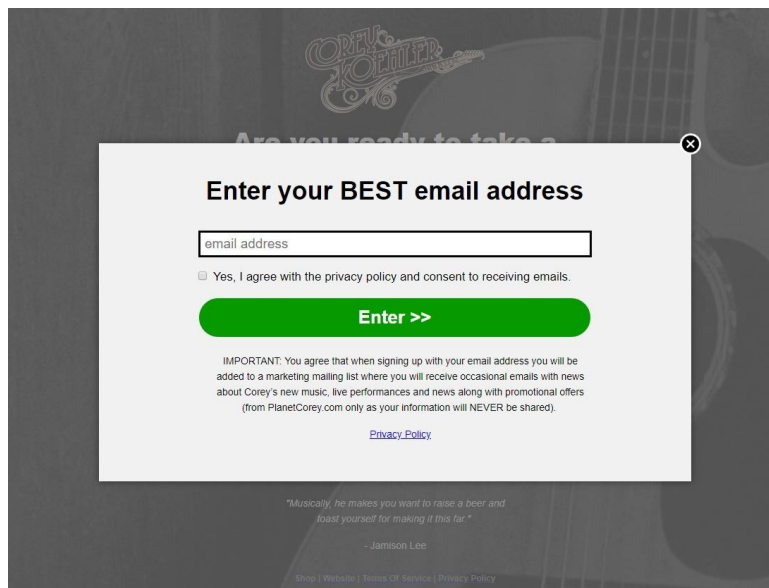 COREY
KOEHLER
Are you ready to take a
Enter your BEST email address
email address
Yes, I agree with the privacy policy and consent to receiving emails.
Enter >>
IMPORTANT: You agree that when signing up with your email address you will be
added to a marketing mailing list where you will receive occasional emails with news
about Corey's new music, live performances and news along with promotional offers
(from PlanetCorey.com only as your information will NEVER be shared).
Privacy Policy
"Musically, he makes you want to raise a beer and
toast yourself for making it this far."
- Jamison Lee
Shop | Website | Terms Of Service | Privacy Policy